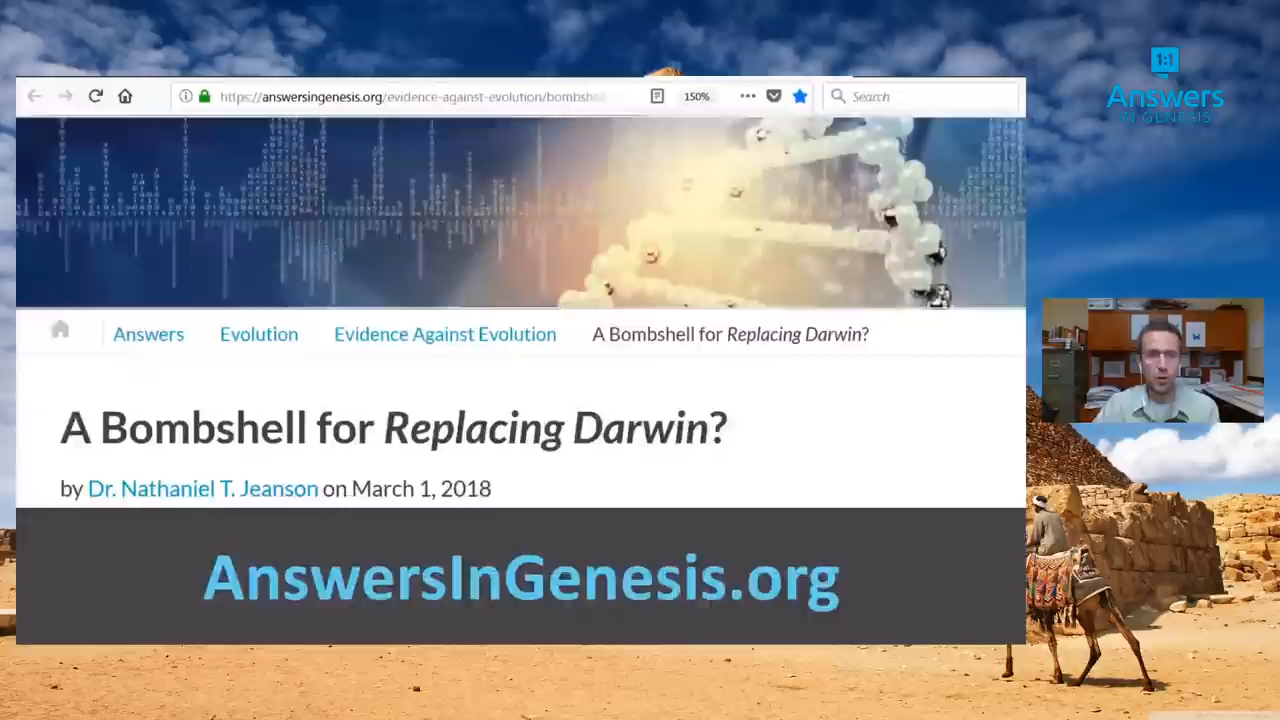 https://answersingenesis.org/evidence-against-evolution/bombsh
150%
Search
1:1
Answers
IN GENESIS
Answers
Evolution
Evidence Against Evolution
A Bombshell for Replacing Darwin?
A Bombshell for Replacing Darwin?
by Dr. Nathaniel T. Jeanson on March 1, 2018
AnswersInGenesis.org